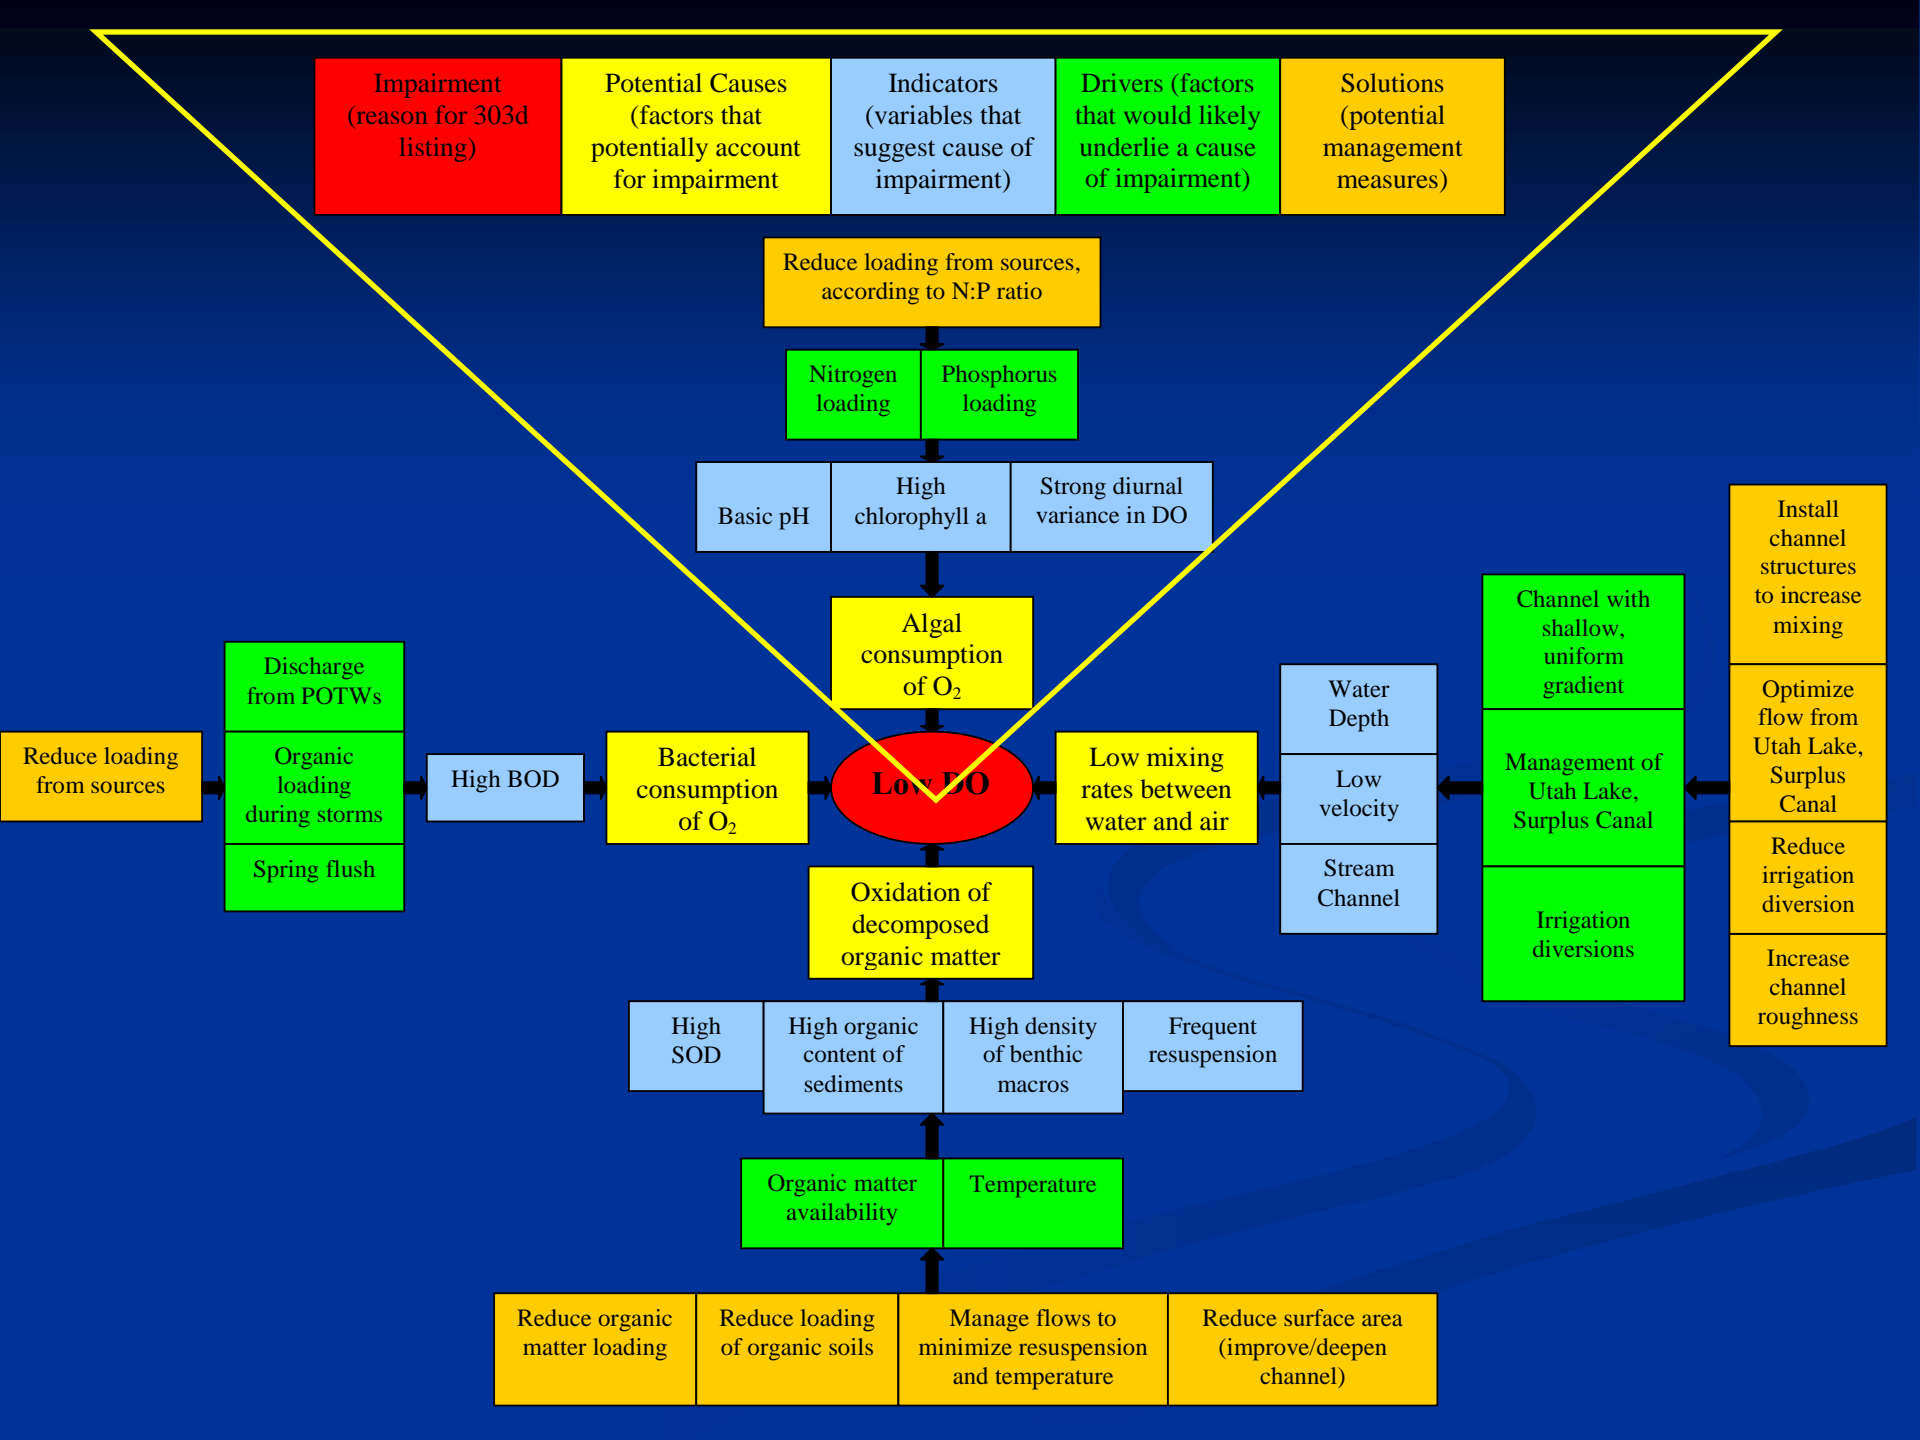 Impairment
(reason for 303d
listing)
Potential Causes
(factors that
potentially account
for impairment
Indicators
(variables that
suggest cause of
impairment)
Drivers (factors
that would likely
underlie a cause
of impairment)
Solutions
(potential
management
measures)
Reduce loading from sources,
according to N:P ratio
Nitrogen
loading
Phosphorus
loading
Basic pH
High
chlorophyll a
Strong diurnal
variance in DO
Algal
consumption
of O₂
Reduce loading
from sources
Discharge
from POTWs
Organic
loading
during storms
Spring flush
High BOD
Bacterial
consumption
of O₂
Low DO
Low mixing
rates between
water and air
Water
Depth
Low
velocity
Stream
Channel
Channel with
shallow,
uniform
gradient
Management of
Utah Lake,
Surplus Canal
Irrigation
diversions
Install
channel
structures
to increase
mixing
Optimize
flow from
Utah Lake,
Surplus
Canal
Reduce
irrigation
diversion
Increase
channel
roughness
Oxidation of
decomposed
organic matter
High
SOD
High organic
content of
sediments
High density
of benthic
macros
Frequent
resuspension
Organic matter
availability
Temperature
Reduce organic
matter loading
Reduce loading
of organic soils
Manage flows to
minimize resuspension
and temperature
Reduce surface area
(improve/deepen
channel)